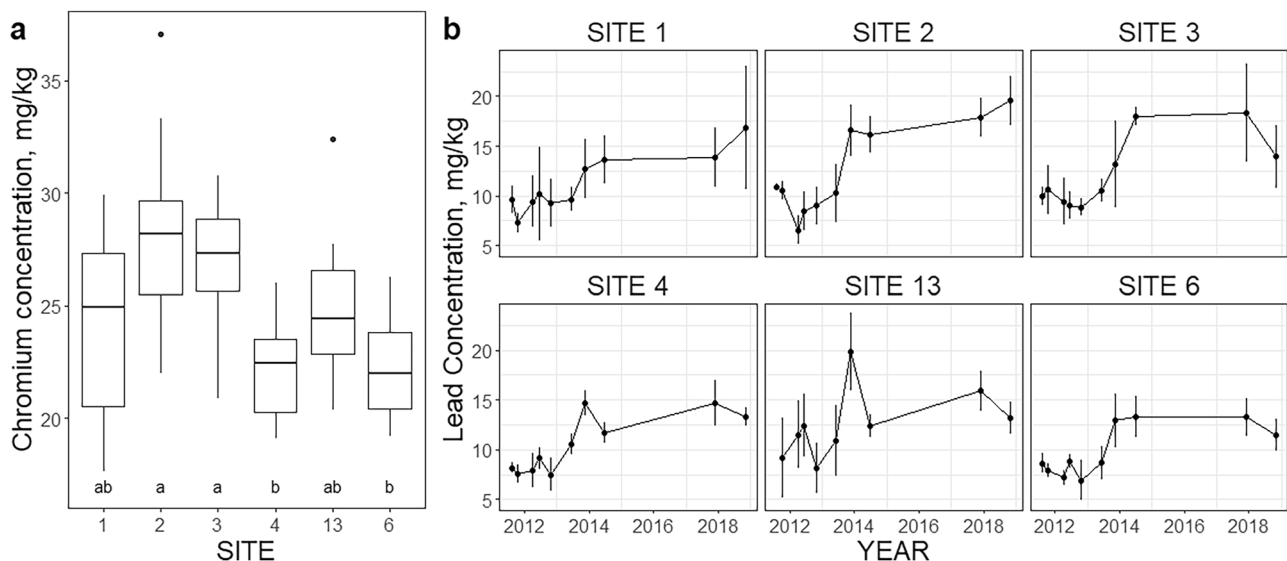 a
Chromium concentration, mg/kg
35
30
25
20
ab a a b ab b
1 2 3 4 13 6
SITE
b
Lead Concentration, mg/kg
SITE 1 SITE 2 SITE 3
20
15
10
5
SITE 4 SITE 13 SITE 6
20
15
10
5
2012 2014 2016 2018 2012 2014 2016 2018 2012 2014 2016 2018
YEAR